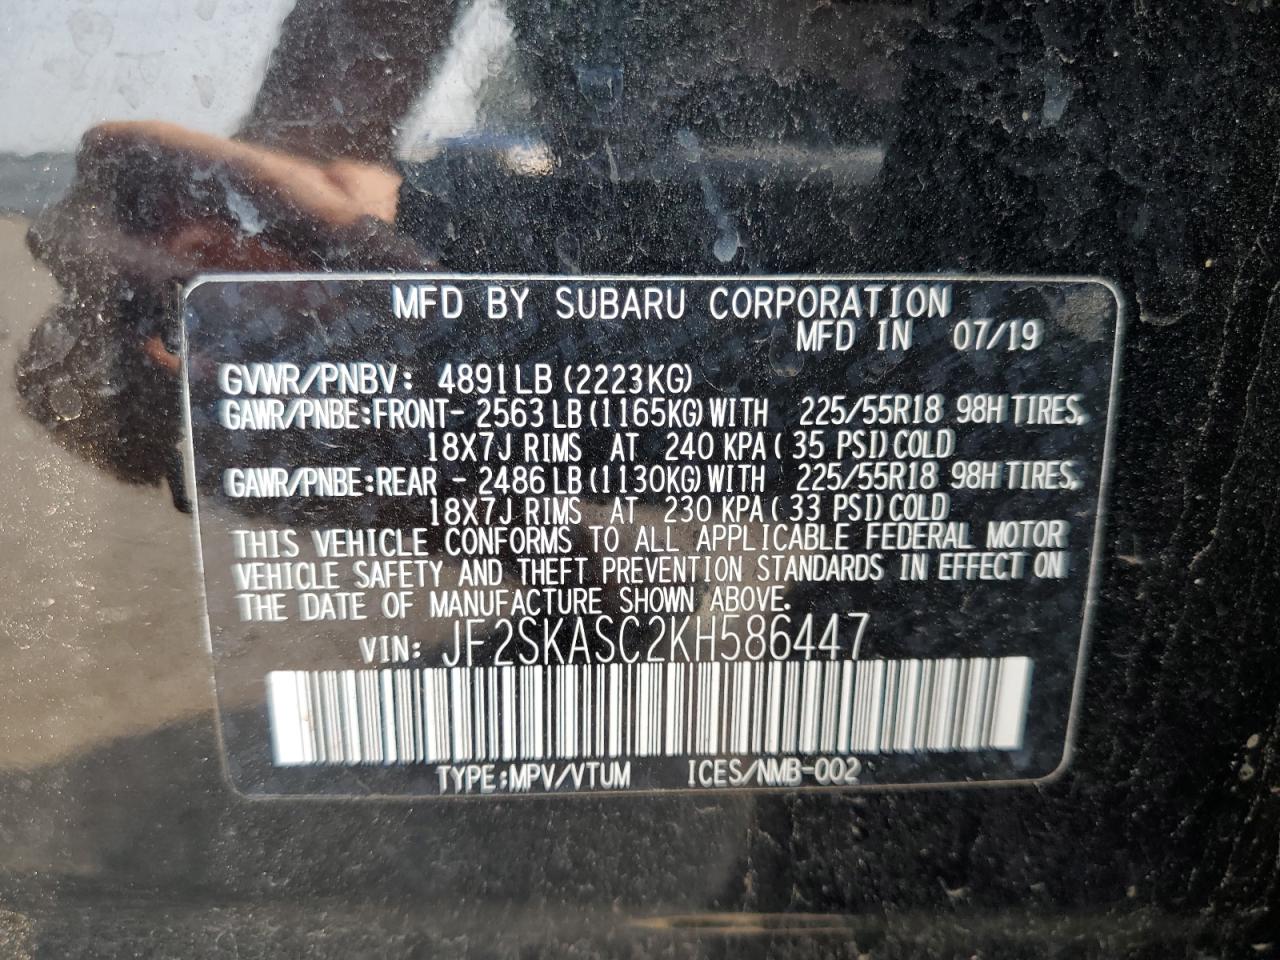 MFD BY SUBARU CORPORATION
MFD IN 07/19
GVWR/PNBV: 4891LB (2223KG)
GAWR/PNBE:FRONT- 2563 LB (1165KG) WITH 225/55R18 98H TIRES,
18X7J RIMS AT 240 KPA ( 35 PSI) COLD
GAWR/PNBE:REAR - 2486 LB (1130KG) WITH 225/55R18 98H TIRES,
18X7J RIMS AT 230 KPA ( 33 PSI) COLD
THIS VEHICLE CONFORMS TO ALL APPLICABLE FEDERAL MOTOR
VEHICLE SAFETY AND THEFT PREVENTION STANDARDS IN EFFECT ON
THE DATE OF MANUFACTURE SHOWN ABOVE.
VIN: JF2SKASC2KH586447
TYPE:MPV/VTUM ICES/NMB-002